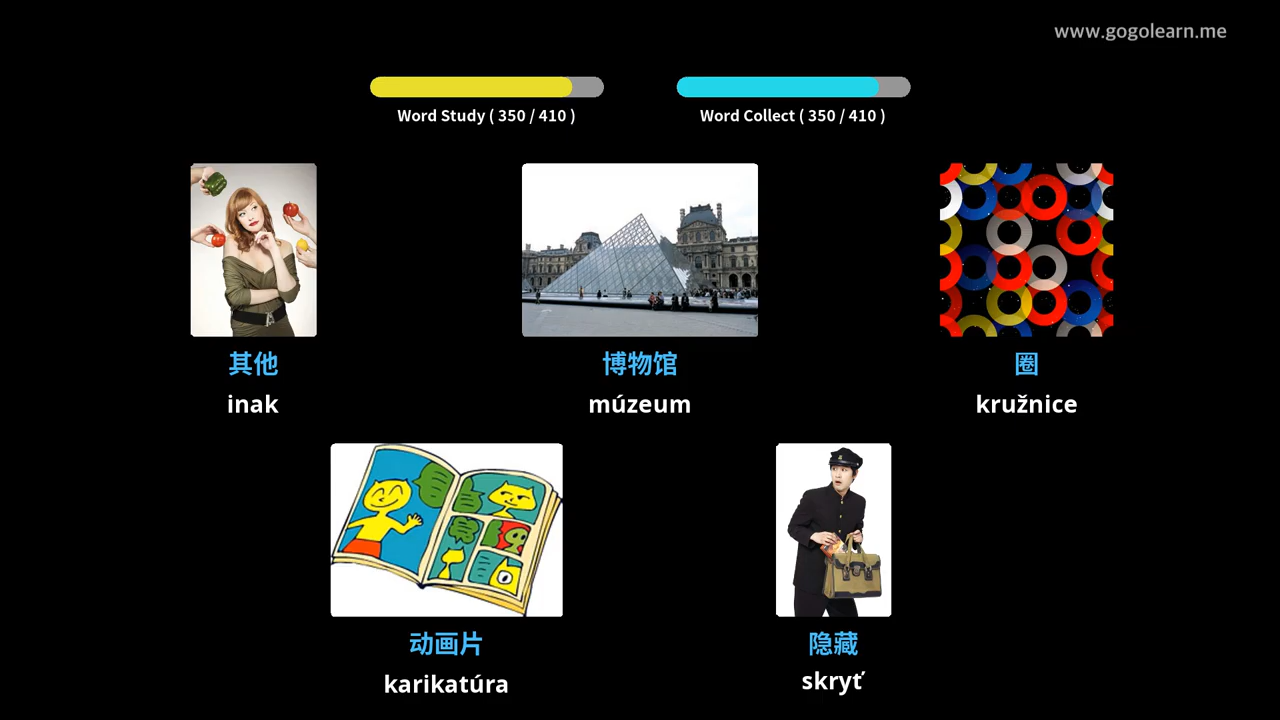 www.gogolearn.me
Word Study ( 350 / 410 )
Word Collect ( 350 / 410 )
其他
inak
博物馆
múzeum
圈
kružnice
动画片
karikatúra
隐藏
skryť